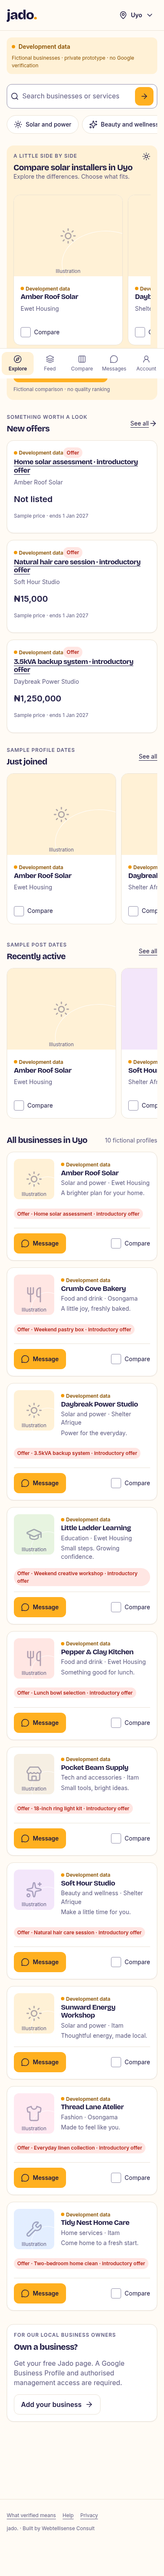 jado.
Uyo
Development data
Fictional businesses · private prototype · no Google
verification
Search businesses or services
Solar and power
Beauty and wellness
A LITTLE SIDE BY SIDE
Compare solar installers in Uyo
Explore the differences. Choose what fits.
Illustration
Development data
Amber Roof Solar
Ewet Housing
Compare
Explore
Feed
Compare
Messages
Account
Fictional comparison · no quality ranking
SOMETHING WORTH A LOOK
New offers
See all
Development data Offer
Home solar assessment · introductory
offer
Amber Roof Solar
Not listed
Sample price · ends 1 Jan 2027
Development data Offer
Natural hair care session · introductory
offer
Soft Hour Studio
₦15,000
Sample price · ends 1 Jan 2027
Development data Offer
3.5kVA backup system · introductory
offer
Daybreak Power Studio
₦1,250,000
Sample price · ends 1 Jan 2027
SAMPLE PROFILE DATES
Just joined
See all
Illustration
Development data
Amber Roof Solar
Ewet Housing
Compare
SAMPLE POST DATES
Recently active
See all
Illustration
Development data
Amber Roof Solar
Ewet Housing
Compare
All businesses in Uyo
10 fictional profiles
Illustration
Development data
Amber Roof Solar
Solar and power · Ewet Housing
A brighter plan for your home.
Offer · Home solar assessment · introductory offer
Message
Compare
Illustration
Development data
Crumb Cove Bakery
Food and drink · Osongama
A little joy, freshly baked.
Offer · Weekend pastry box · introductory offer
Message
Compare
Illustration
Development data
Daybreak Power Studio
Solar and power · Shelter
Afrique
Power for the everyday.
Offer · 3.5kVA backup system · introductory offer
Message
Compare
Illustration
Development data
Little Ladder Learning
Education · Ewet Housing
Small steps. Growing
confidence.
Offer · Weekend creative workshop · introductory
offer
Message
Compare
Illustration
Development data
Pepper & Clay Kitchen
Food and drink · Ewet Housing
Something good for lunch.
Offer · Lunch bowl selection · introductory offer
Message
Compare
Illustration
Development data
Pocket Beam Supply
Tech and accessories · Itam
Small tools, bright ideas.
Offer · 18-inch ring light kit · introductory offer
Message
Compare
Illustration
Development data
Soft Hour Studio
Beauty and wellness · Shelter
Afrique
Make a little time for you.
Offer · Natural hair care session · introductory offer
Message
Compare
Illustration
Development data
Sunward Energy
Workshop
Solar and power · Itam
Thoughtful energy, made local.
Message
Compare
Illustration
Development data
Thread Lane Atelier
Fashion · Osongama
Made to feel like you.
Offer · Everyday linen collection · introductory offer
Message
Compare
Illustration
Development data
Tidy Nest Home Care
Home services · Itam
Come home to a fresh start.
Offer · Two-bedroom home clean · introductory offer
Message
Compare
FOR OUR LOCAL BUSINESS OWNERS
Own a business?
Get your free Jado page. A Google
Business Profile and authorised
management access are required.
Add your business
What verified means
Help
Privacy
jado. · Built by Webtellisense Consult